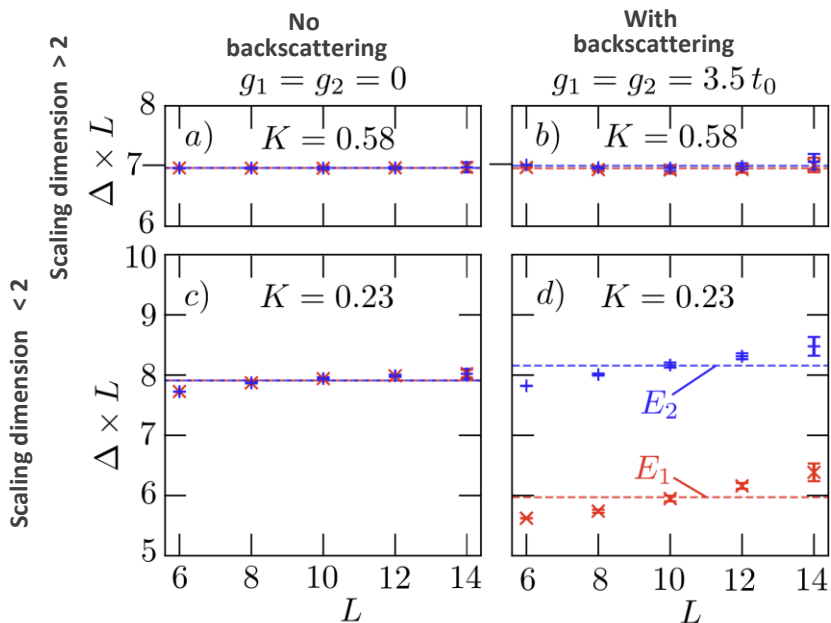 No
backscattering
With
backscattering
g₁ = g₂ = 0
g₁ = g₂ = 3.5 t₀
Scaling dimension > 2
Scaling dimension < 2
Δ × L
8
7
6
a) K = 0.58
b) K = 0.58
Δ × L
10
9
8
7
6
5
c) K = 0.23
d) K = 0.23
E₂
E₁
6 8 10 12 14
L
6 8 10 12 14
L